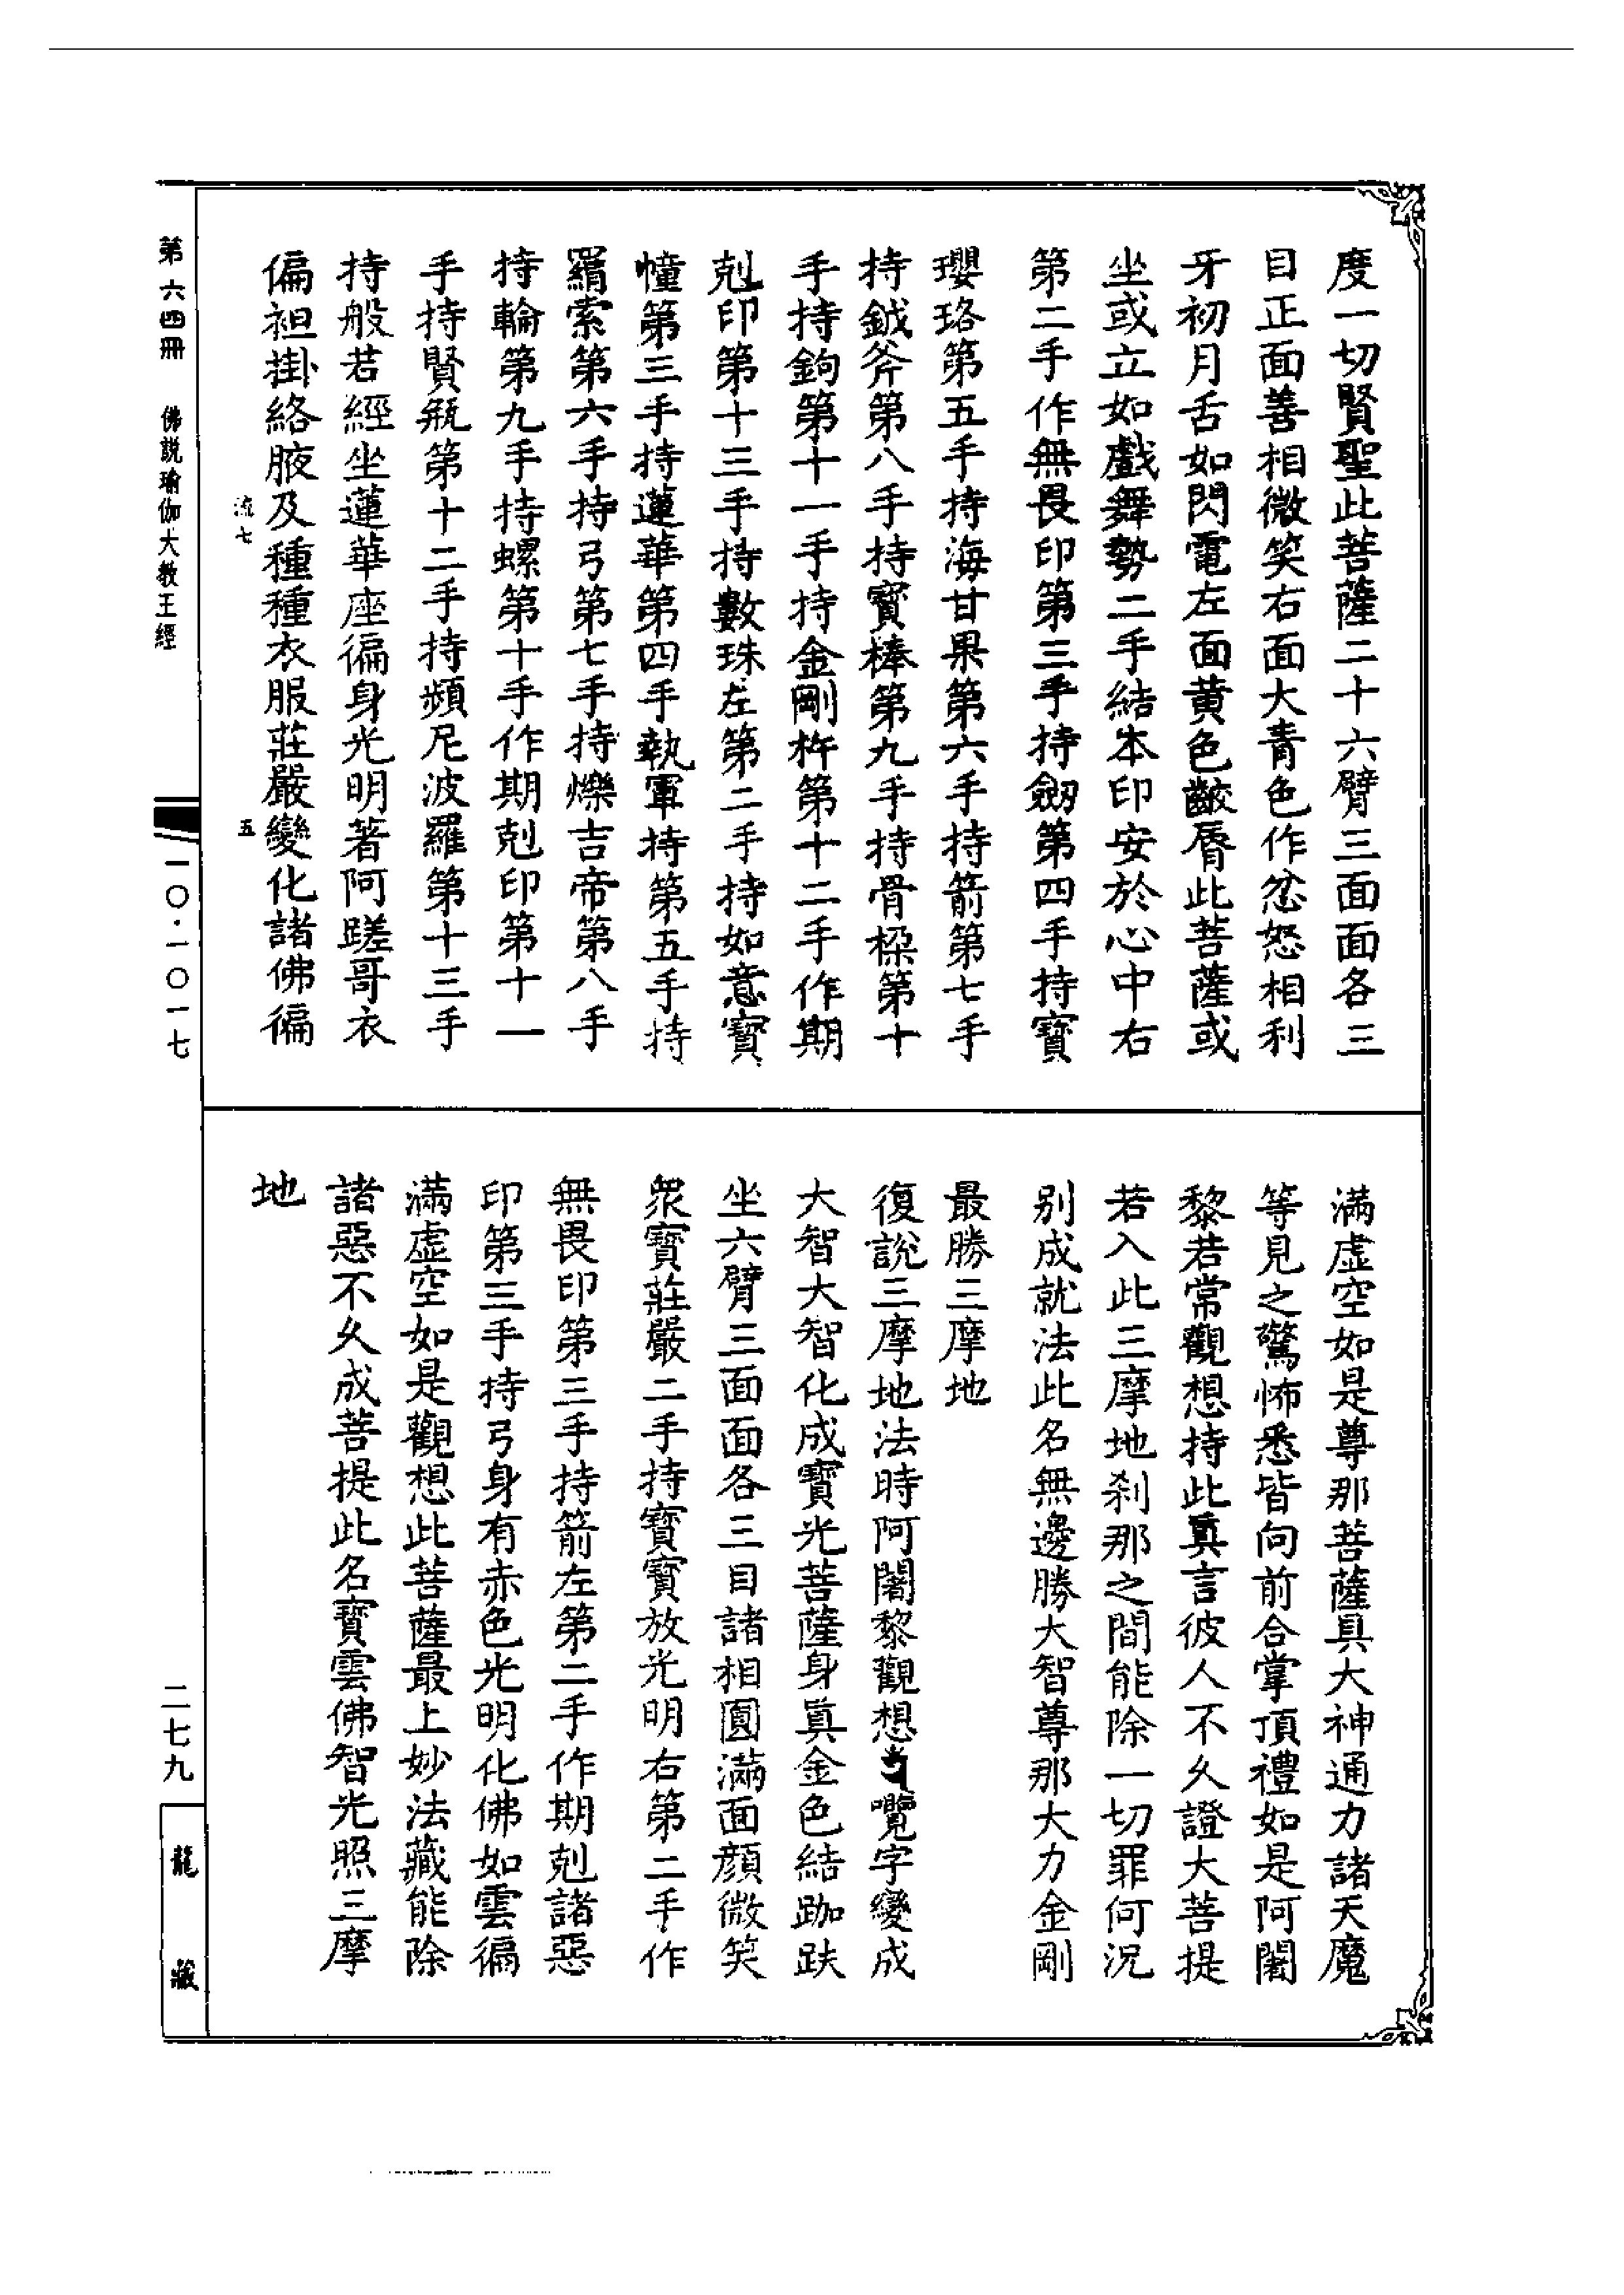 度一切賢聖此菩薩二十六臂三面面各三
目正面善相微笑右面大青色作忿怒相利
牙初月舌如閃電左面黄色齩脣此菩薩或
坐或立如戲舞勢二手結本印安於心中右
第二手作無畏印第三手持劔第四手持寶
瓔珞第五手持海甘果第六手持箭第七手
持鉞斧第八手持寳棒第九手持骨櫐第十
手持鉤第十一手持金剛杵第十二手作期
剋印第十三手持數珠左第二手持如意寳
幢第三手持蓮華第四手執軍持第五手持
羂索第六手持弓第七手持爍吉帝第八手
持輪第九手持螺第十手作期剋印第十一
手持賢瓶第十二手持頻尼波羅第十三手
持般若經坐蓮華座徧身光明著阿蹉哥衣
偏袒掛絡腋及種種衣服莊嚴變化諸佛徧
滿虛空如是尊那菩薩具大神通力諸天魔
等見之驚怖悉皆向前合掌頂禮如是阿闍
黎若常觀想持此眞言彼人不久證大菩提
若入此三摩地刹那之間能除一切罪何況
别成就法此名無邊勝大智尊那大力金剛
最勝三摩地
復說三摩地法時阿闍黎觀想嚂字變成
大智大智化成寳光菩薩身眞金色結跏趺
坐六臂三面面各三目諸相圓滿面顔微笑
衆寳莊嚴二手持寳寳放光明右第二手作
無畏印第三手持箭左第二手作期剋諸惡
印第三手持弓身有赤色光明化佛如雲徧
滿虛空如是觀想此菩薩最上妙法藏能除
諸惡不久成菩提此名寳雲佛智光照三摩
地
流七
五
第六四冊 佛説瑜伽大教王經
一〇·一〇一七
二七九
龍藏